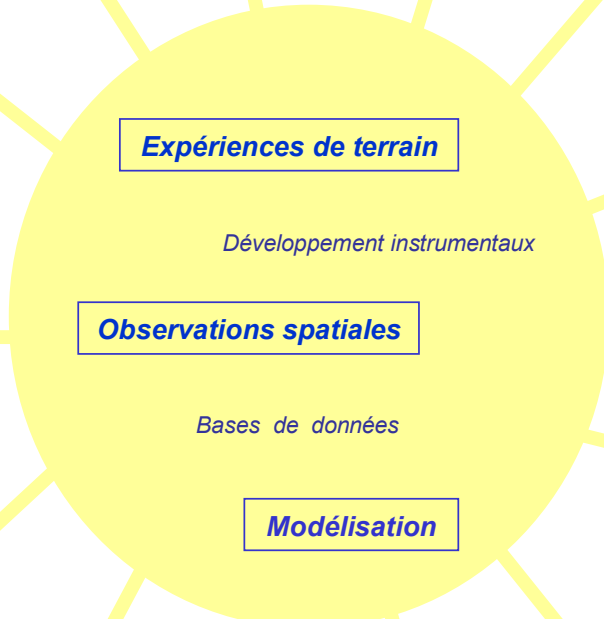 Expériences de terrain
Développement instrumentaux
Observations spatiales
Bases de données
Modélisation